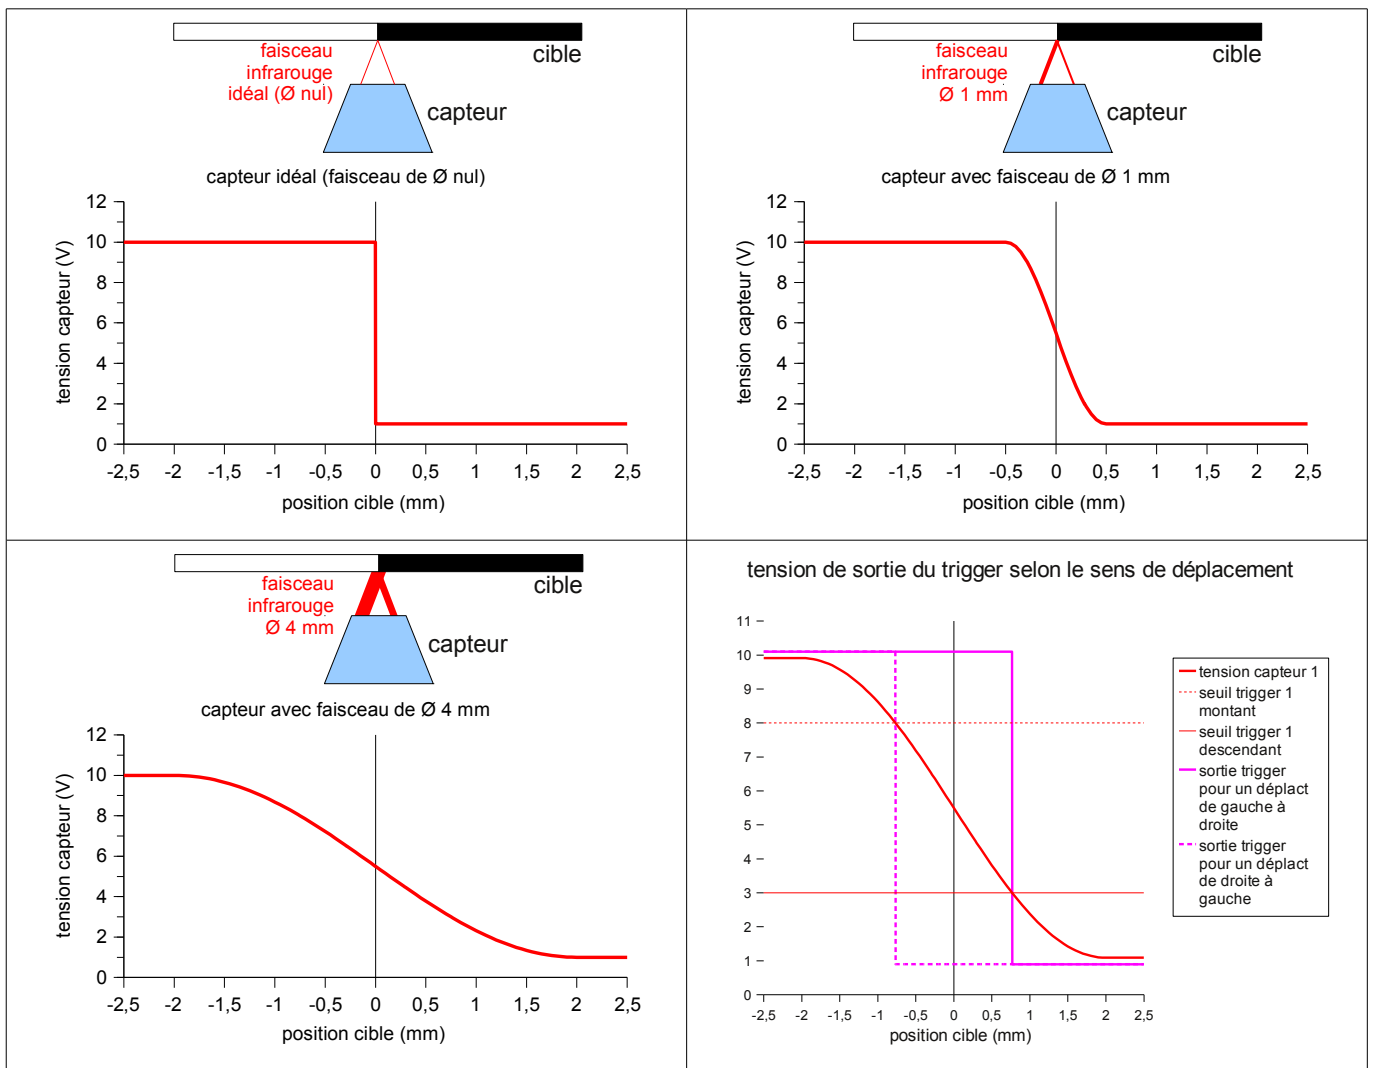 faisceau
infrarouge
idéal (Ø nul)
cible
capteur
capteur idéal (faisceau de Ø nul)
tension capteur (V)
12
10
8
6
4
2
0
-2,5 -2 -1,5 -1 -0,5 0 0,5 1 1,5 2 2,5
position cible (mm)
faisceau
infrarouge
Ø 1 mm
cible
capteur
capteur avec faisceau de Ø 1 mm
tension capteur (V)
12
10
8
6
4
2
0
-2,5 -2 -1,5 -1 -0,5 0 0,5 1 1,5 2 2,5
position cible (mm)
faisceau
infrarouge
Ø 4 mm
cible
capteur
capteur avec faisceau de Ø 4 mm
tension capteur (V)
12
10
8
6
4
2
0
-2,5 -2 -1,5 -1 -0,5 0 0,5 1 1,5 2 2,5
position cible (mm)
tension de sortie du trigger selon le sens de déplacement
11
10
9
8
7
6
5
4
3
2
1
0
-2,5 -2 -1,5 -1 -0,5 0 0,5 1 1,5 2 2,5
position cible (mm)
tension capteur 1
seuil trigger 1
montant
seuil trigger 1
descendant
sortie trigger
pour un déplact
de gauche à
droite
sortie trigger
pour un déplact
de droite à
gauche